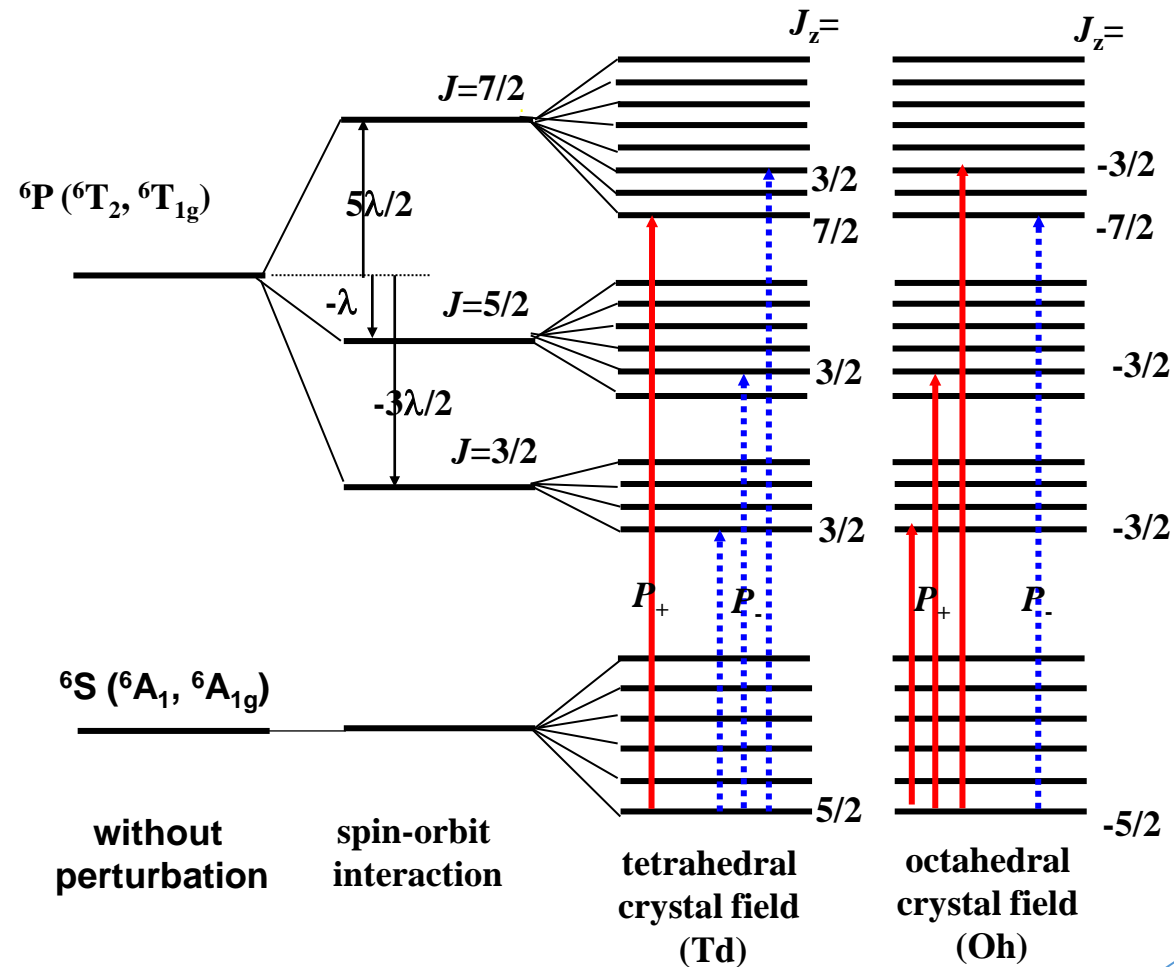 J_z=
J_z=
J=7/2
-3/2
3/2
⁶P (⁶T₂, ⁶T₁g)
5λ/2
7/2
-7/2
-λ
J=5/2
3/2
-3/2
-3λ/2
J=3/2
3/2
-3/2
P₊
P₋
P₊
P₋
⁶S (⁶A₁, ⁶A₁g)
5/2
-5/2
without
perturbation
spin-orbit
interaction
tetrahedral
crystal field
(Td)
octahedral
crystal field
(Oh)